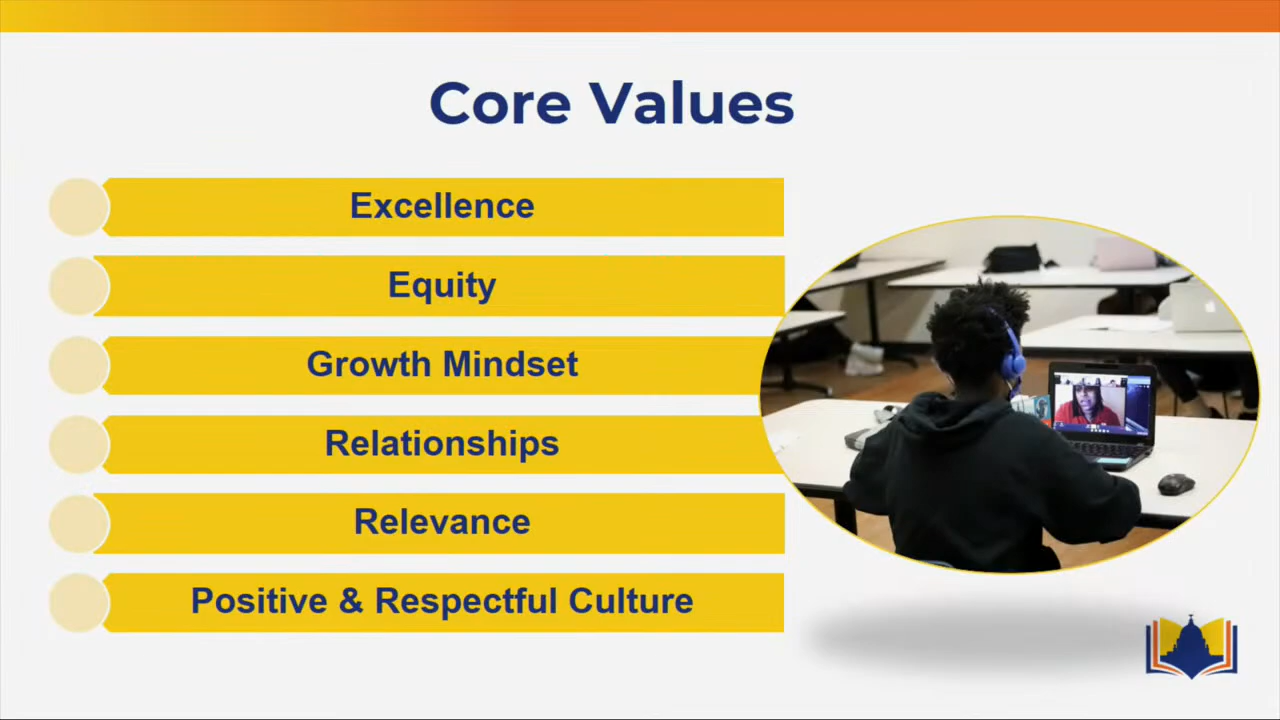 Core Values
Excellence
Equity
Growth Mindset
Relationships
Relevance
Positive & Respectful Culture